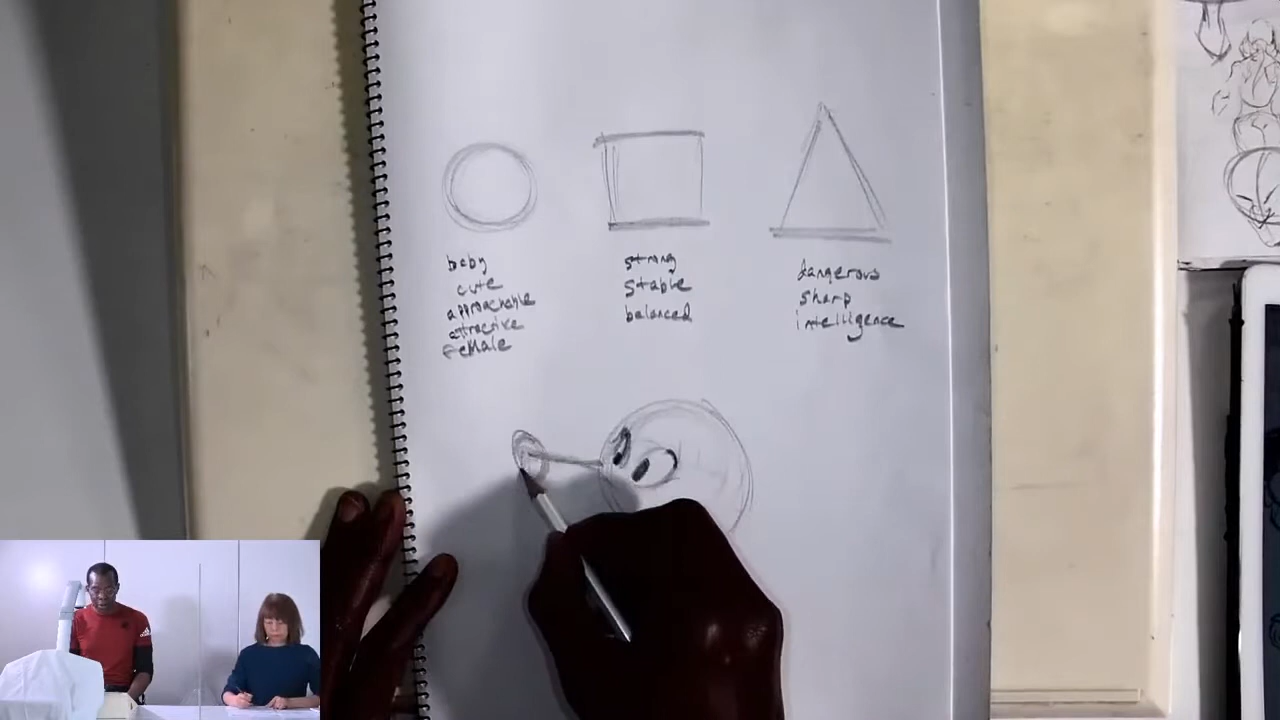 baby
cute
approachable
attractive
female
strong
stable
balanced
dangerous
sharp
intelligence